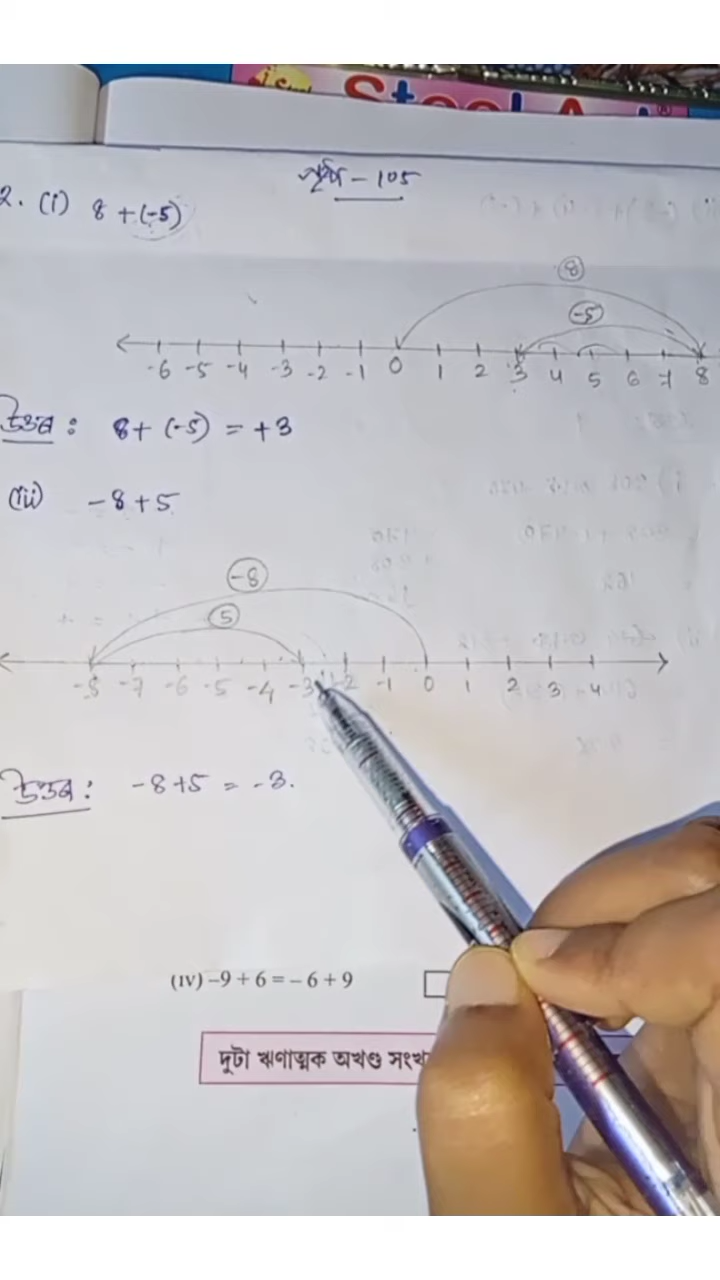 পৃষ্ঠা – 105
2. (i) 8 + (-5)
8
-5
-6 -5 -4 -3 -2 -1 0 1 2 3 4 5 6 7 8
উত্তৰ : 8 + (-5) = +3
(iii) -8 + 5
-8
5
-8 -7 -6 -5 -4 -3 -2 -1 0 1 2 3 4
উত্তৰ : -8 + 5 = -3.
(IV) –9 + 6 = – 6 + 9
দুটা ঋণাত্মক অখণ্ড